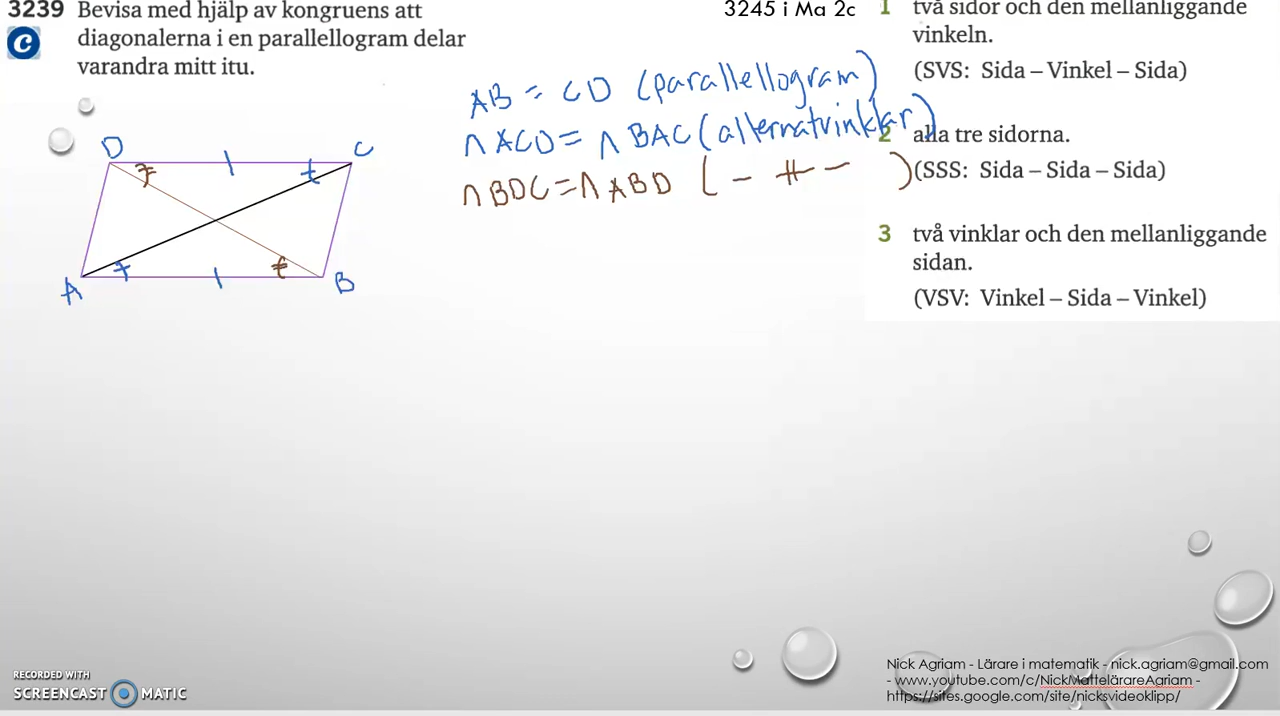 3239 Bevisa med hjälp av kongruens att
diagonalerna i en parallellogram delar
varandra mitt itu.
C
3245 i Ma 2c
1 två sidor och den mellanliggande
vinkeln.
(SVS: Sida – Vinkel – Sida)
2 alla tre sidorna.
(SSS: Sida – Sida – Sida)
3 två vinklar och den mellanliggande
sidan.
(VSV: Vinkel – Sida – Vinkel)
AB = CD (parallellogram)
∧ ACD = ∧ BAC (alternatvinklar)
∧ BDC = ∧ ABD ( – 〃 – )
D C
A B
RECORDED WITH
SCREENCAST MATIC
Nick Agriam - Lärare i matematik - nick.agriam@gmail.com
- www.youtube.com/c/NickMattelärareAgriam -
https://sites.google.com/site/nicksvideoklipp/